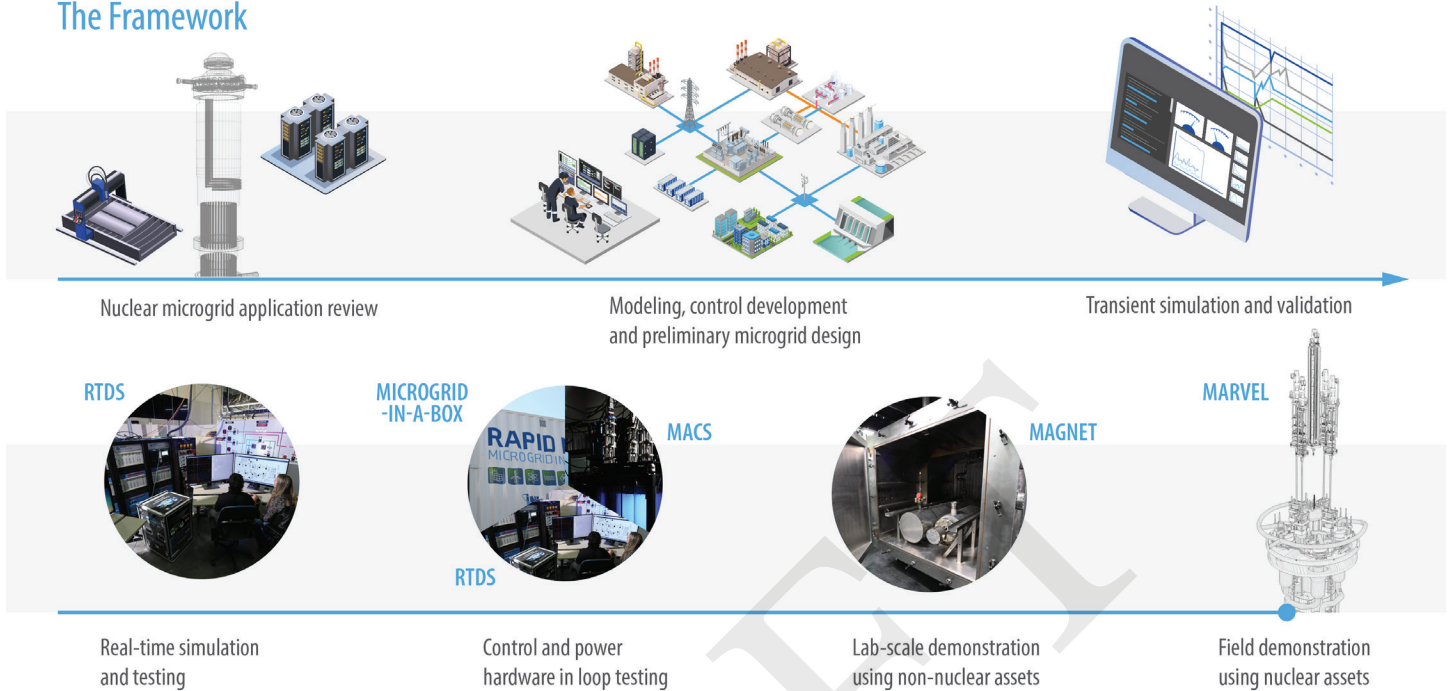 The Framework
Nuclear microgrid application review
Modeling, control development
and preliminary microgrid design
Transient simulation and validation
RTDS
MICROGRID
-IN-A-BOX
RAPID
MICROGRID IN
MACS
RTDS
MAGNET
MARVEL
Real-time simulation
and testing
Control and power
hardware in loop testing
Lab-scale demonstration
using non-nuclear assets
Field demonstration
using nuclear assets